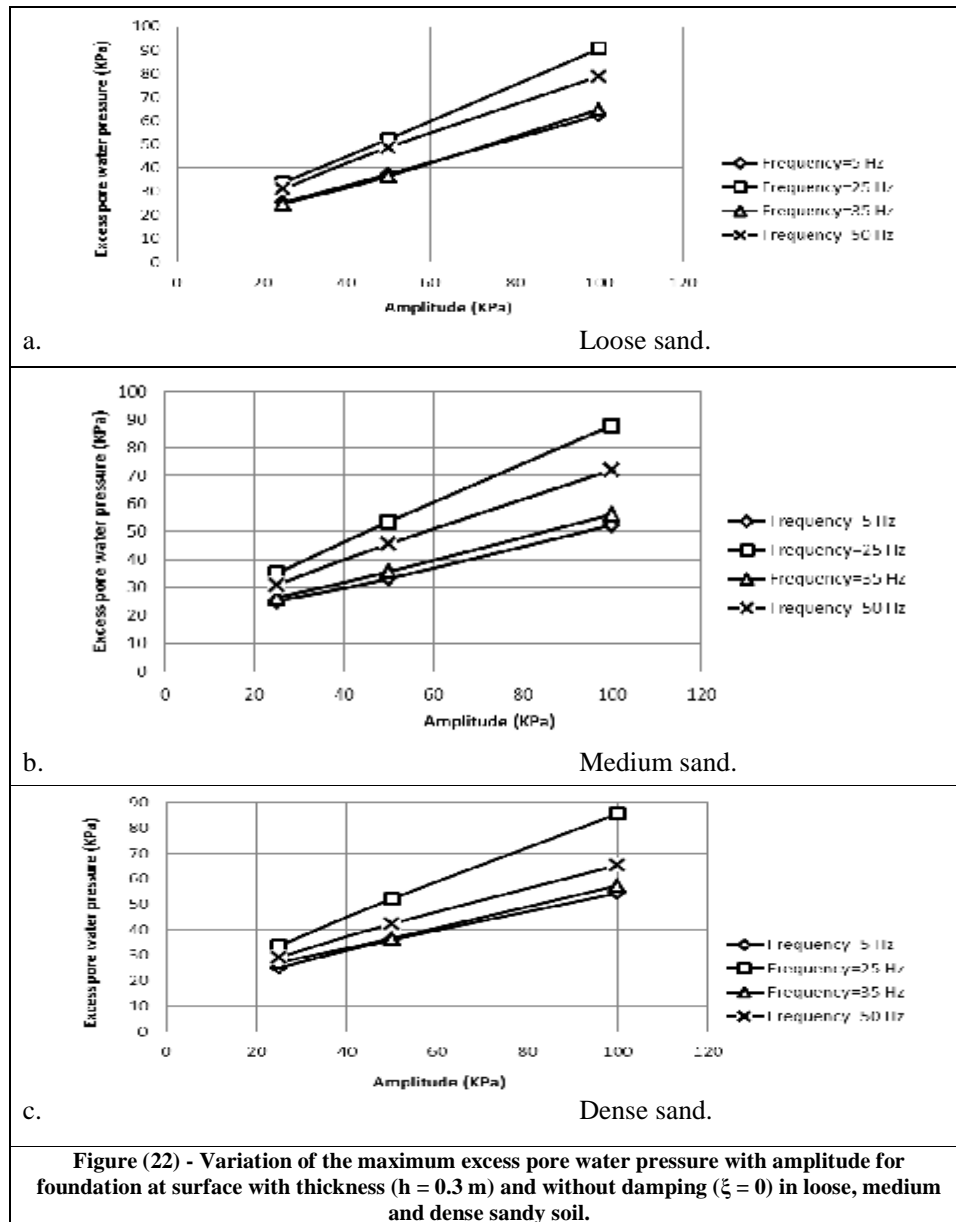 100
90
80
70
60
50
40
30
20
10
0
0 20 40 60 80 100 120
Excess pore water pressure (KPa)
Amplitude (KPa)
Frequency=5 Hz
Frequency=25 Hz
Frequency=35 Hz
Frequency=50 Hz
a. Loose sand.
100
90
80
70
60
50
40
30
20
10
0
0 20 40 60 80 100 120
Excess pore water pressure (KPa)
Amplitude (KPa)
Frequency=5 Hz
Frequency=25 Hz
Frequency=35 Hz
Frequency=50 Hz
b. Medium sand.
90
80
70
60
50
40
30
20
10
0
0 20 40 60 80 100 120
Excess pore water pressure (KPa)
Amplitude (KPa)
Frequency=5 Hz
Frequency=25 Hz
Frequency=35 Hz
Frequency=50 Hz
c. Dense sand.
Figure (22) - Variation of the maximum excess pore water pressure with amplitude for
foundation at surface with thickness (h = 0.3 m) and without damping (ξ = 0) in loose, medium
and dense sandy soil.